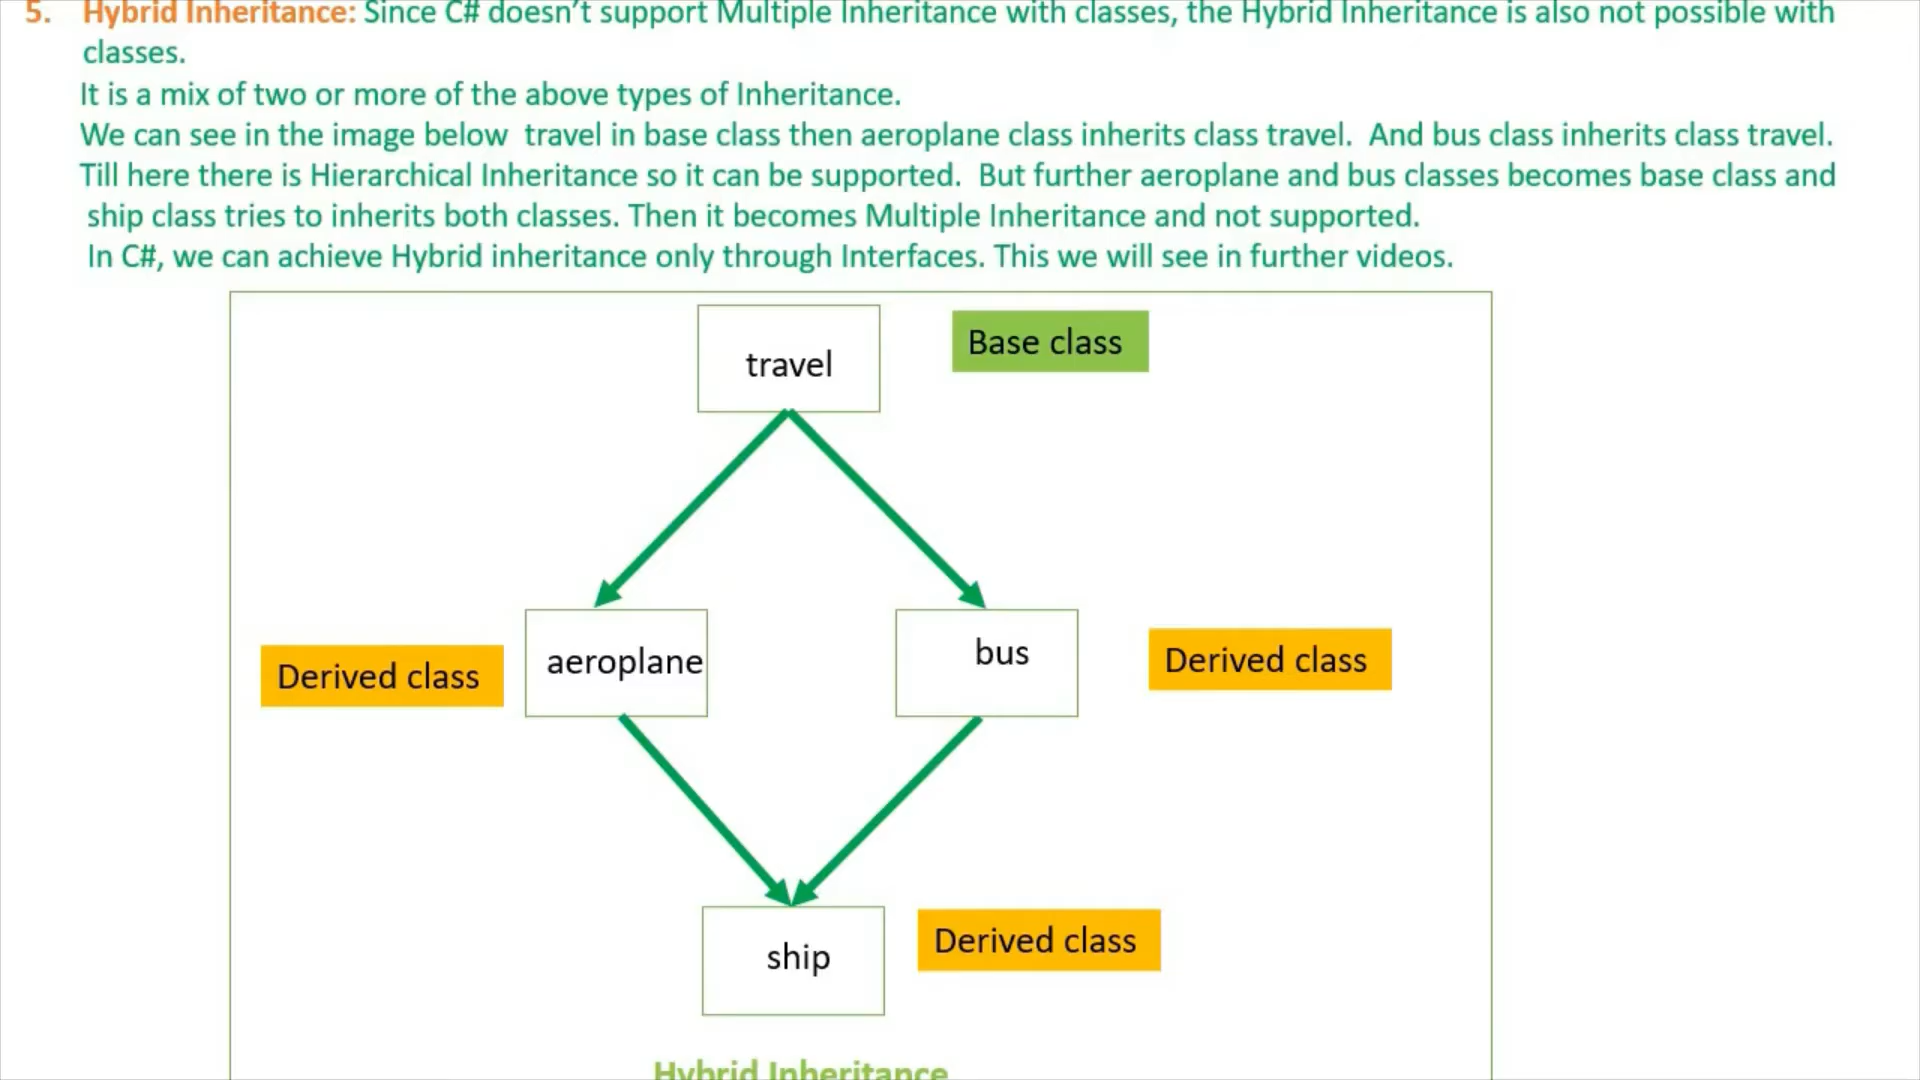 5. Hybrid Inheritance: Since C# doesn't support Multiple Inheritance with classes, the Hybrid Inheritance is also not possible with
classes.
It is a mix of two or more of the above types of Inheritance.
We can see in the image below travel in base class then aeroplane class inherits class travel. And bus class inherits class travel.
Till here there is Hierarchical Inheritance so it can be supported. But further aeroplane and bus classes becomes base class and
ship class tries to inherits both classes. Then it becomes Multiple Inheritance and not supported.
In C#, we can achieve Hybrid inheritance only through Interfaces. This we will see in further videos.
travel
Base class
Derived class
aeroplane
bus
Derived class
ship
Derived class
Hybrid Inheritance